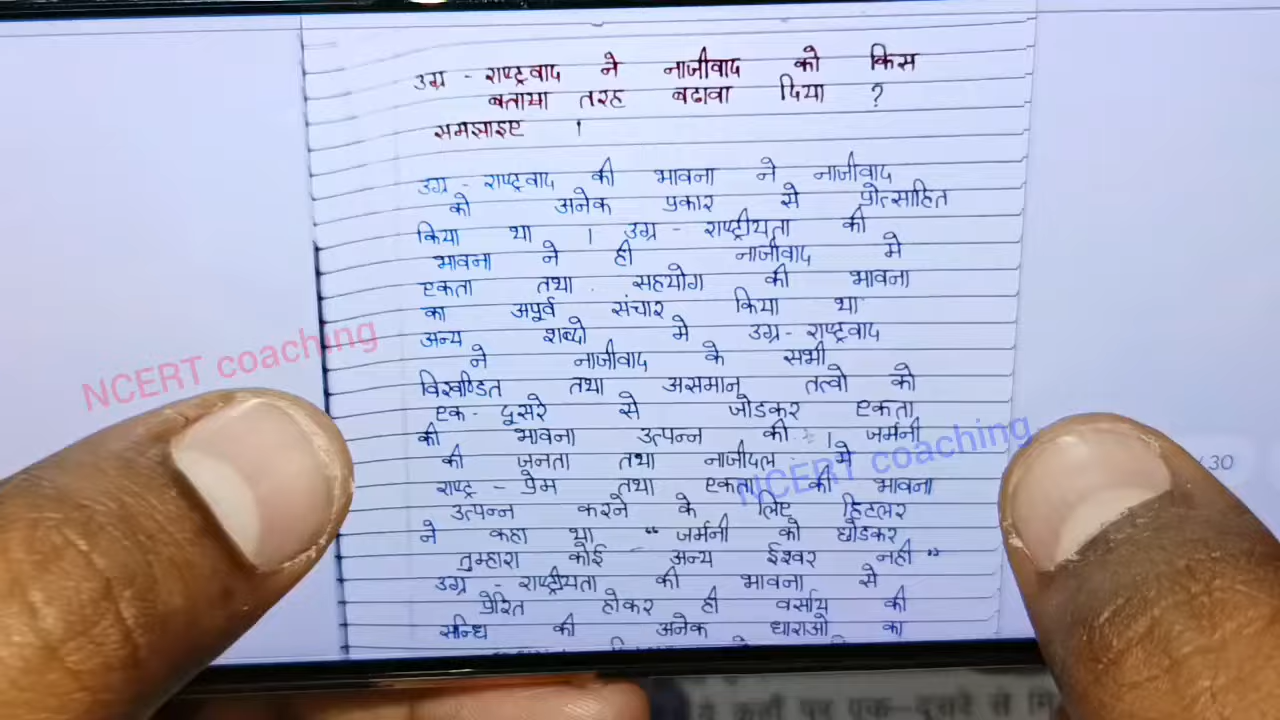 उग्र - राष्ट्रवाद ने नाजीवाद को किस
बताया तरह बढावा दिया ?
समझाइए ।
उग्र - राष्ट्रवाद की भावना ने नाजीवाद
को अनेक प्रकार से प्रोत्साहित
किया था । उग्र - राष्ट्रीयता की
भावना ने ही नाजीवाद मे
एकता तथा सहयोग की भावना
का अपूर्व संचार किया था
अन्य शब्दो मे उग्र - राष्ट्रवाद
ने नाजीवाद के सभी
विखण्डित तथा असमान तत्वो को
एक - दूसरे से जोडकर एकता
की भावना उत्पन्न की । जर्मनी
की जनता तथा नाजीदल मे
राष्ट्र - प्रेम तथा एकता की भावना
उत्पन्न करने के लिए हिटलर
ने कहा था “ जर्मनी को छोडकर
तुम्हारा कोई अन्य ईश्वर नही ”
उग्र - राष्ट्रीयता की भावना से
प्रेरित होकर ही वर्साय की
सन्धि की अनेक धाराओ का
NCERT coaching
NCERT coaching
/30